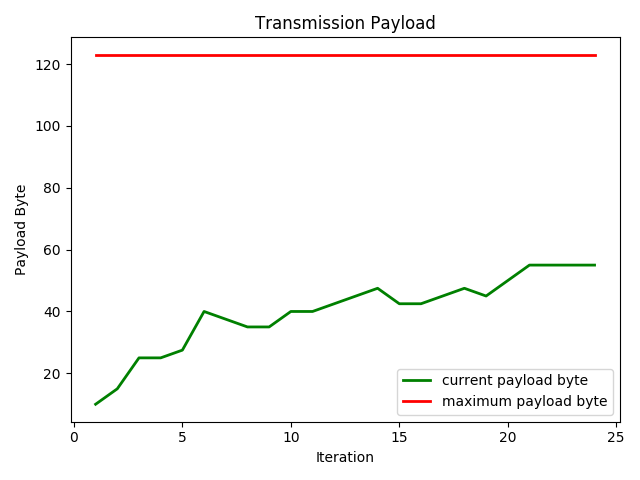 Transmission Payload
120
100
80
60
40
20
Payload Byte
0
5
10
15
20
25
Iteration
current payload byte
maximum payload byte